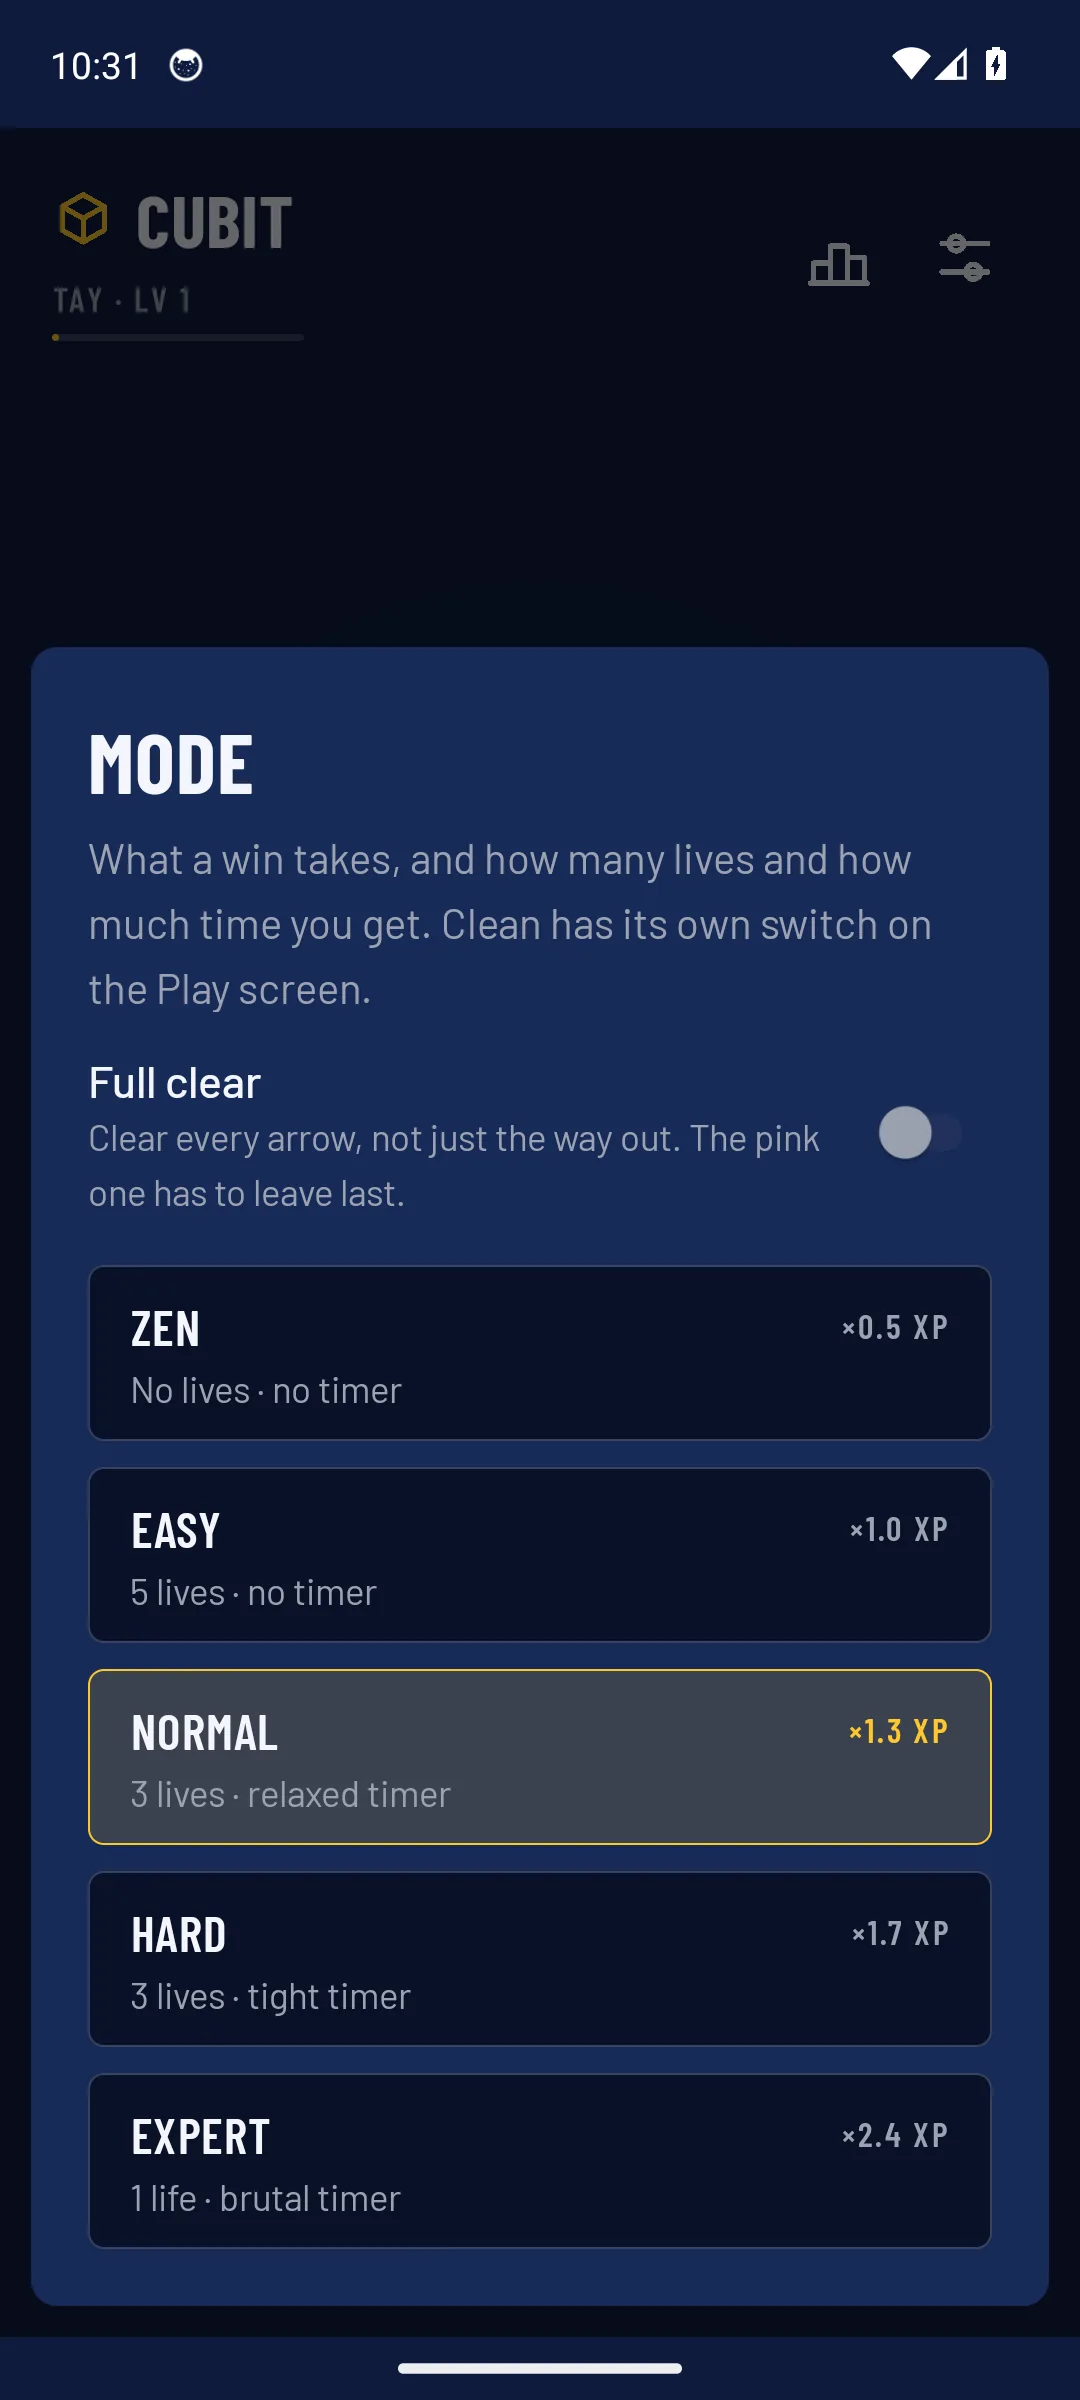 10:31
CUBIT
TAY · LV 1
MODE
What a win takes, and how many lives and how
much time you get. Clean has its own switch on
the Play screen.
Full clear
Clear every arrow, not just the way out. The pink
one has to leave last.
ZEN
×0.5 XP
No lives · no timer
EASY
×1.0 XP
5 lives · no timer
NORMAL
×1.3 XP
3 lives · relaxed timer
HARD
×1.7 XP
3 lives · tight timer
EXPERT
×2.4 XP
1 life · brutal timer